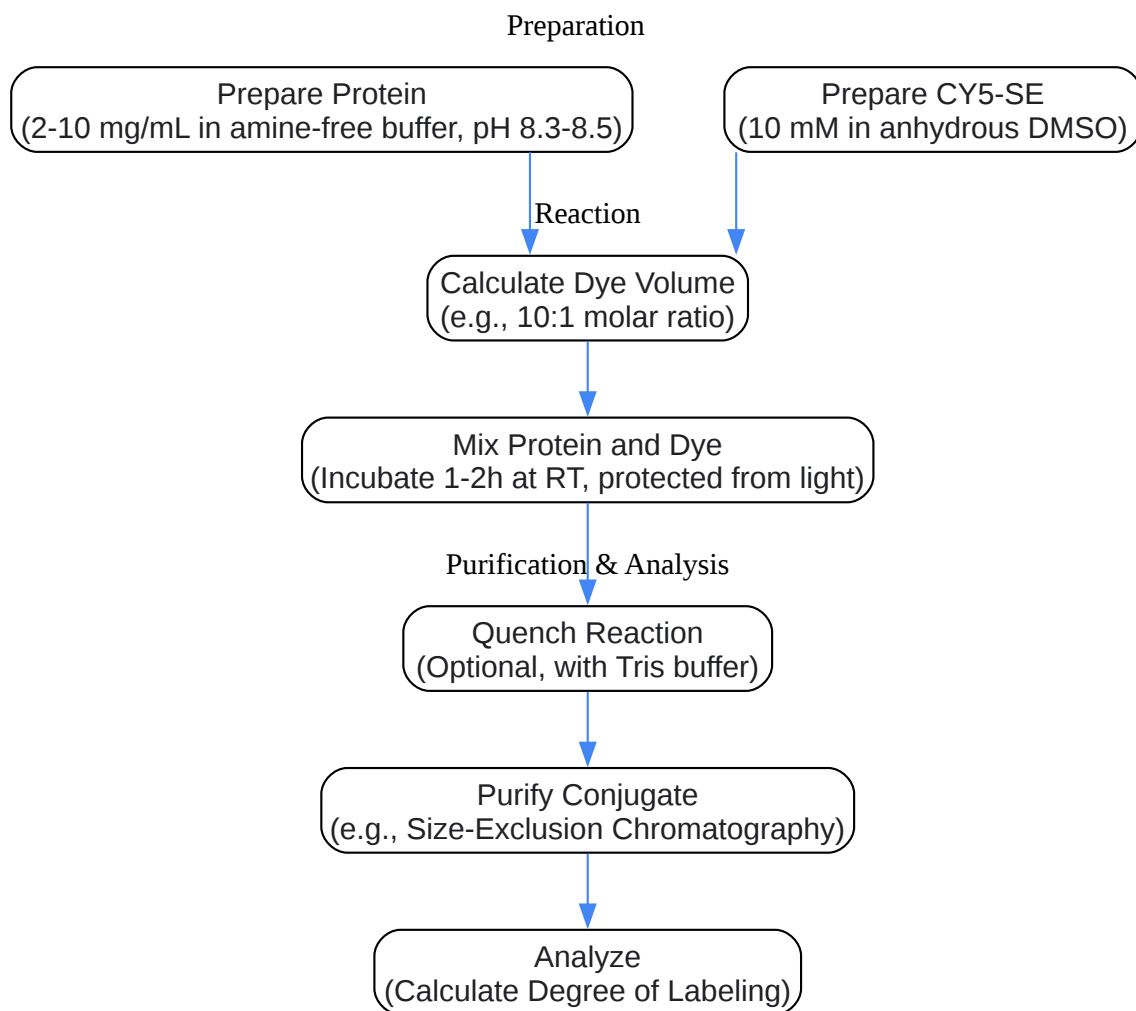 Preparation
Prepare Protein
(2-10 mg/mL in amine-free buffer, pH 8.3-8.5)
Prepare CY5-SE
(10 mM in anhydrous DMSO)
Reaction
Calculate Dye Volume
(e.g., 10:1 molar ratio)
Mix Protein and Dye
(Incubate 1-2h at RT, protected from light)
Purification & Analysis
Quench Reaction
(Optional, with Tris buffer)
Purify Conjugate
(e.g., Size-Exclusion Chromatography)
Analyze
(Calculate Degree of Labeling)